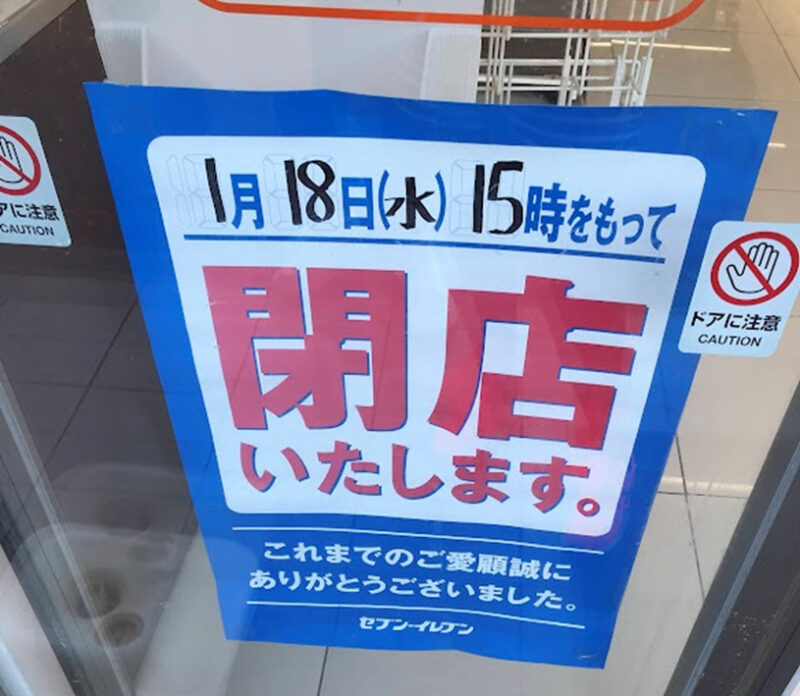 1月18日(水)15時をもって
閉店
いたします。
これまでのご愛顧誠に
ありがとうございました。
セブン-イレブン
アに注意
CAUTION
ドアに注意
CAUTION